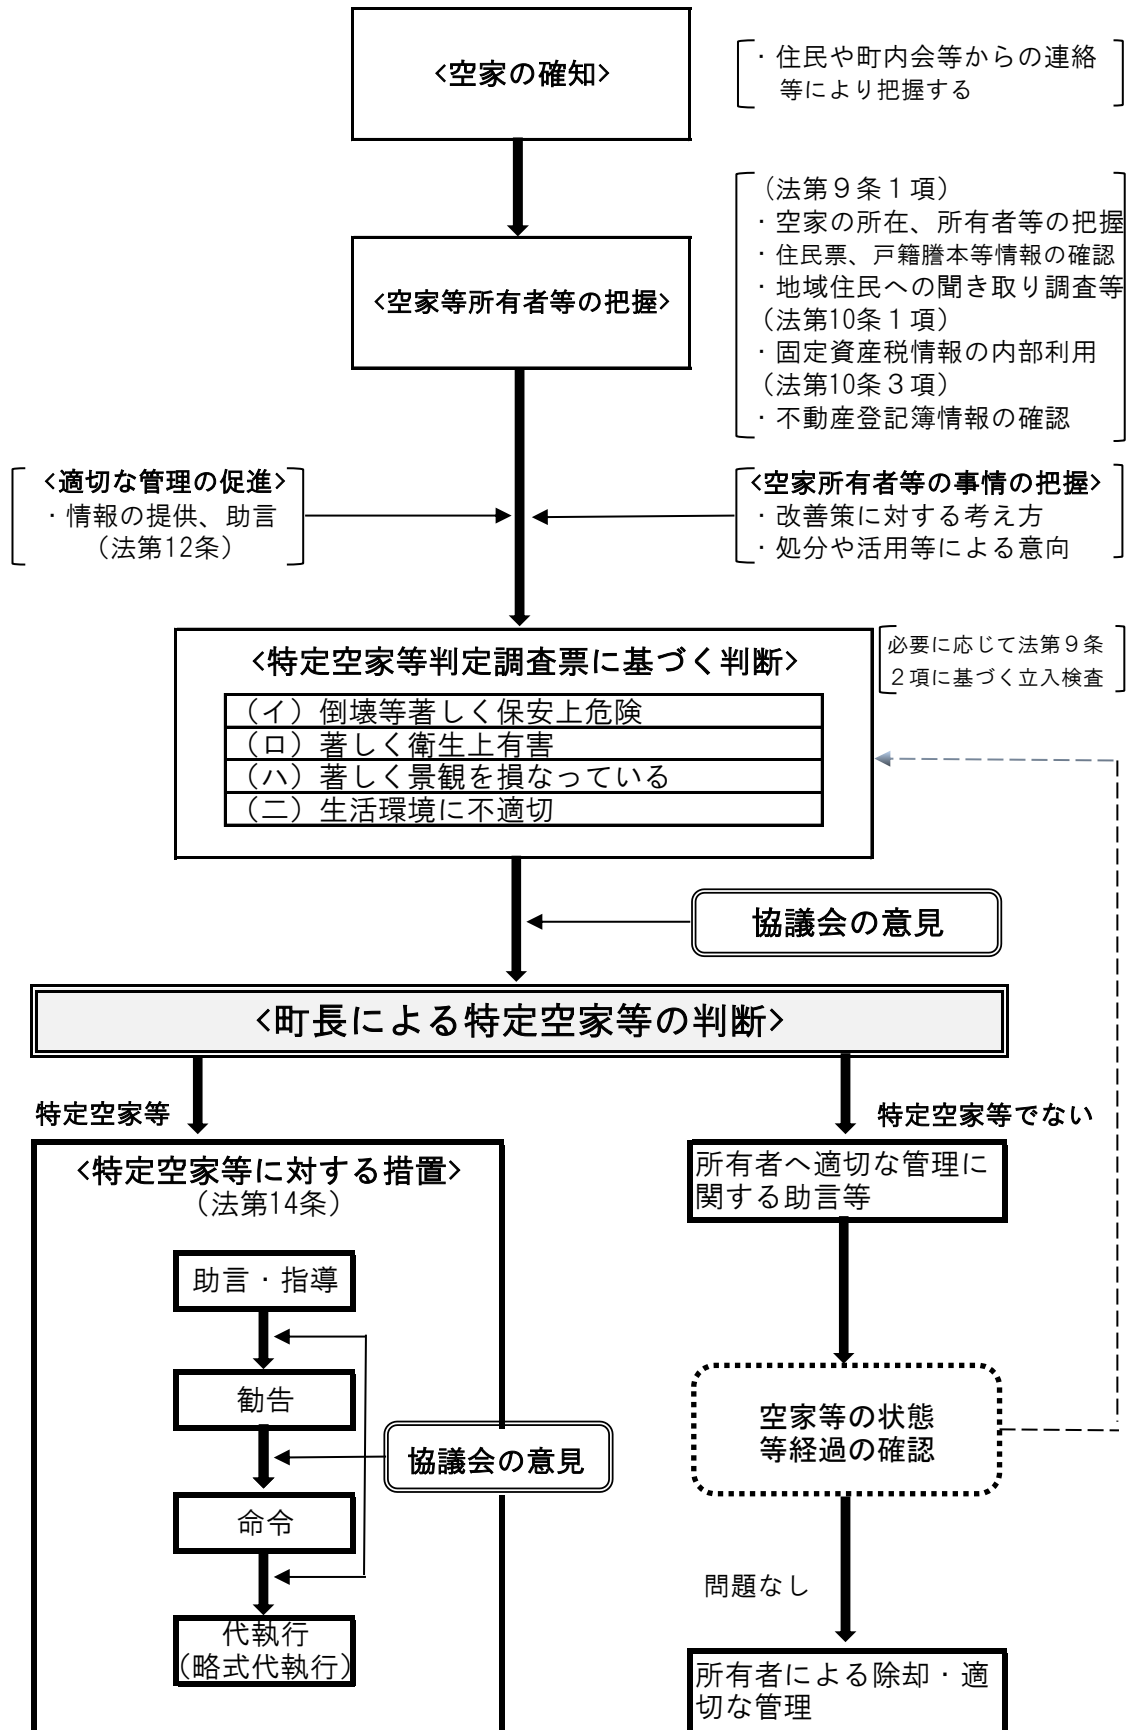 <空家の確知>
・住民や町内会等からの連絡
等により把握する
(法第9条1項)
・空家の所在、所有者等の把握
・住民票、戸籍謄本等情報の確認
・地域住民への聞き取り調査等
(法第10条1項)
・固定資産税情報の内部利用
(法第10条3項)
・不動産登記簿情報の確認
<空家等所有者等の把握>
<適切な管理の促進>
・情報の提供、助言
(法第12条)
<空家所有者等の事情の把握>
・改善策に対する考え方
・処分や活用等による意向
<特定空家等判定調査票に基づく判断>
(イ)倒壊等著しく保安上危険
(ロ)著しく衛生上有害
(ハ)著しく景観を損なっている
(二)生活環境に不適切
必要に応じて法第9条
2項に基づく立入検査
協議会の意見
<町長による特定空家等の判断>
特定空家等
特定空家等でない
<特定空家等に対する措置>
(法第14条)
助言・指導
勧告
命令
代執行
(略式代執行)
協議会の意見
所有者へ適切な管理に
関する助言等
空家等の状態
等経過の確認
問題なし
所有者による除却・適
切な管理